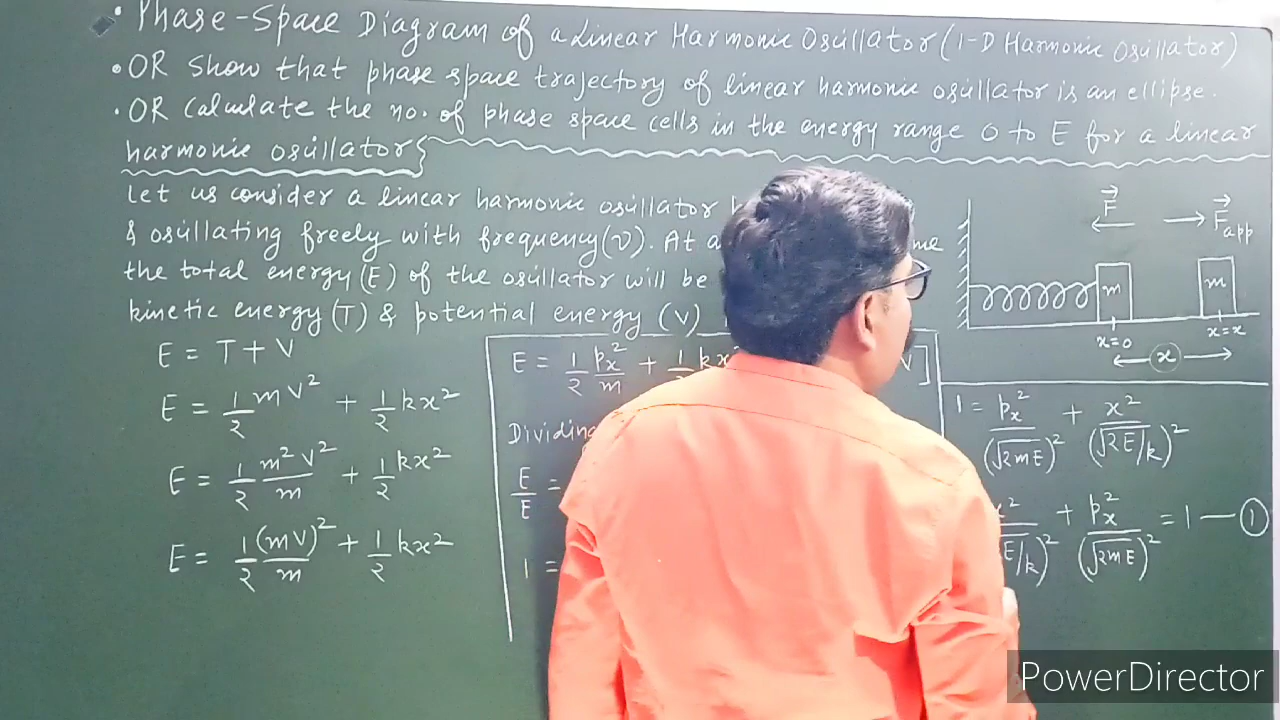 • Phase-Space Diagram of a Linear Harmonic Oscillator (1-D Harmonic Oscillator)
• OR Show that phase space trajectory of linear harmonic oscillator is an ellipse.
• OR Calculate the no. of phase space cells in the energy range 0 to E for a linear
harmonic oscillator
Let us consider a linear harmonic oscillator
& oscillating freely with frequency (ν). At
the total energy (E) of the oscillator will be
kinetic energy (T) & potential energy (V)
E = T + V
E = 1/2 mv² + 1/2 kx²
E = 1/2 m²v²/m + 1/2 kx²
E = 1/2 (mv)²/m + 1/2 kx²
E = 1/2 pₓ²/m + 1/2 kx
Dividing
E/E =
1 =
F⃗
F⃗app
m
m
x=0
x=x
x
1 = pₓ²/(√2mE)² + x²/(√2E/k)²
x²/(E/k)² + pₓ²/(√2mE)² = 1 — ①
PowerDirector